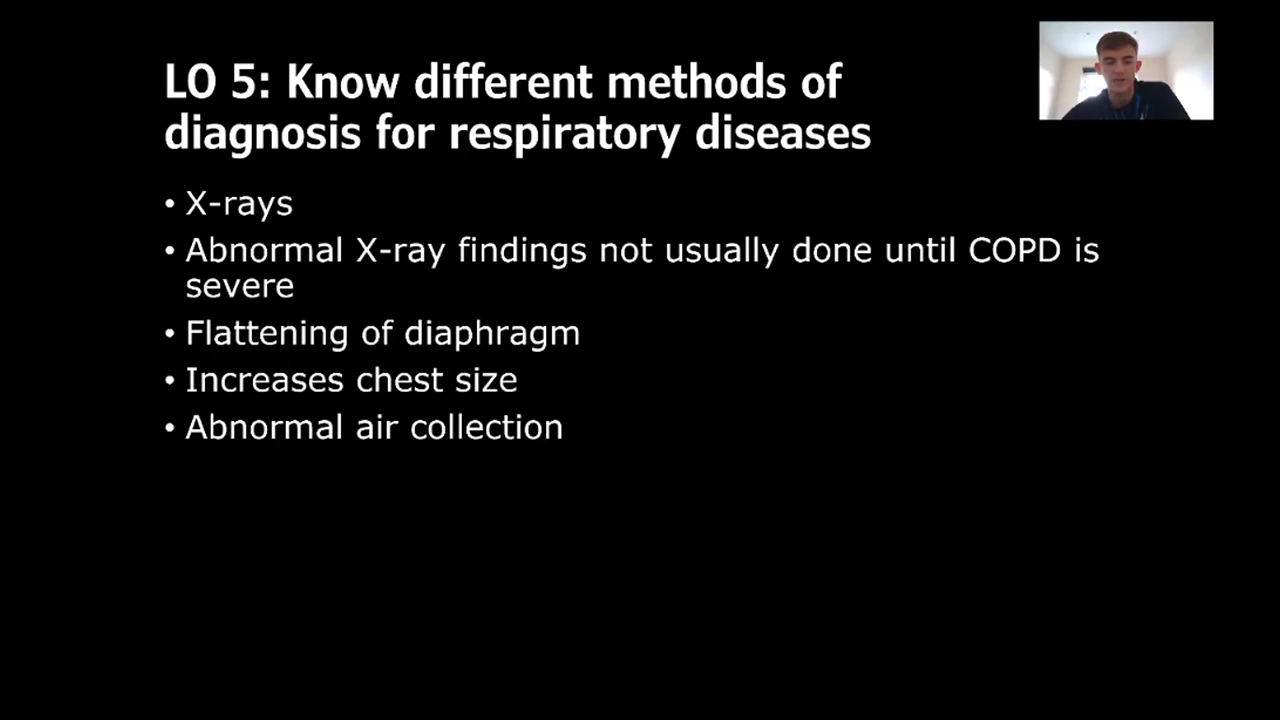 LO 5: Know different methods of
diagnosis for respiratory diseases
• X-rays
• Abnormal X-ray findings not usually done until COPD is
severe
• Flattening of diaphragm
• Increases chest size
• Abnormal air collection